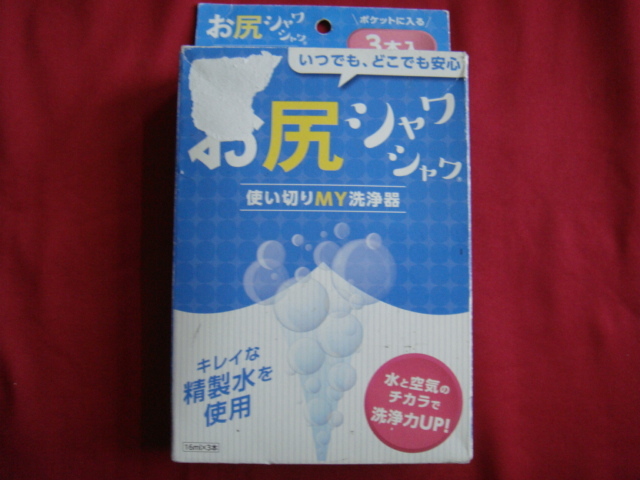 お尻シャワ
シャワ®
ポケットに入る
3本入
いつでも、どこでも安心
お尻シャワ
シャワ®
使い切りMY洗浄器
キレイな
精製水を
使用
水と空気の
チカラで
洗浄力UP!
16ml×3本